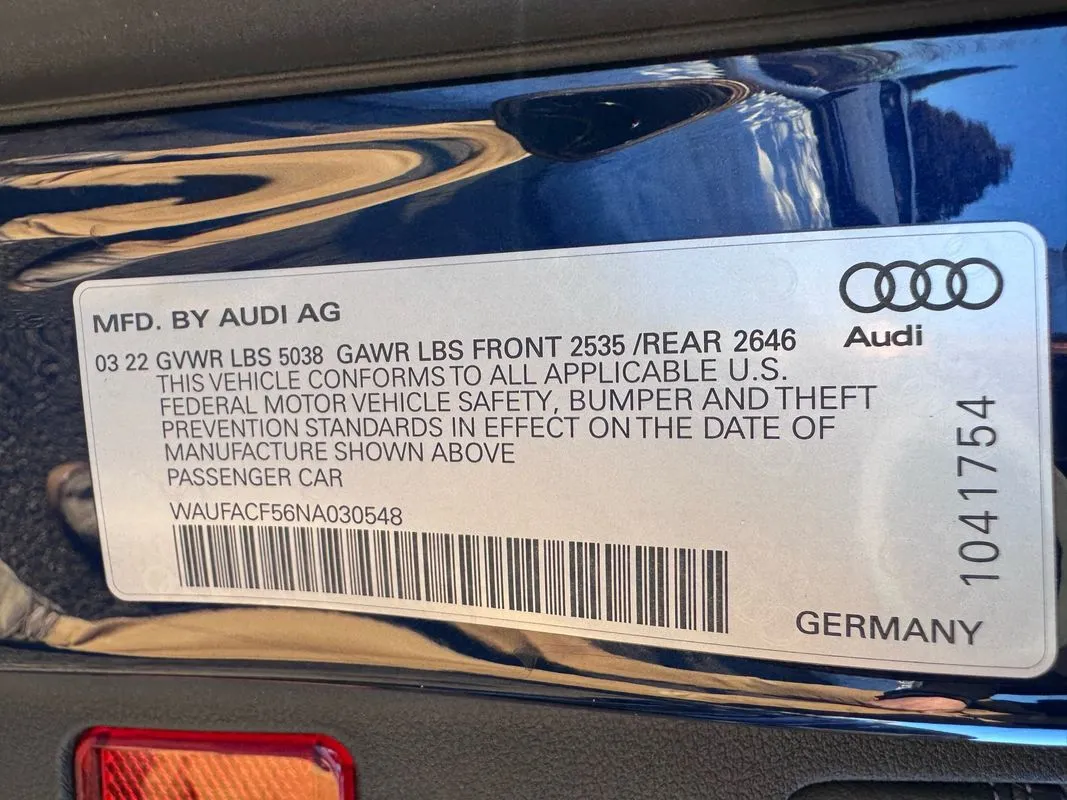 MFD. BY AUDI AG
Audi
03 22 GVWR LBS 5038 GAWR LBS FRONT 2535 /REAR 2646
THIS VEHICLE CONFORMS TO ALL APPLICABLE U.S.
FEDERAL MOTOR VEHICLE SAFETY, BUMPER AND THEFT
PREVENTION STANDARDS IN EFFECT ON THE DATE OF
MANUFACTURE SHOWN ABOVE
PASSENGER CAR
WAUFACF56NA030548
1041754
GERMANY